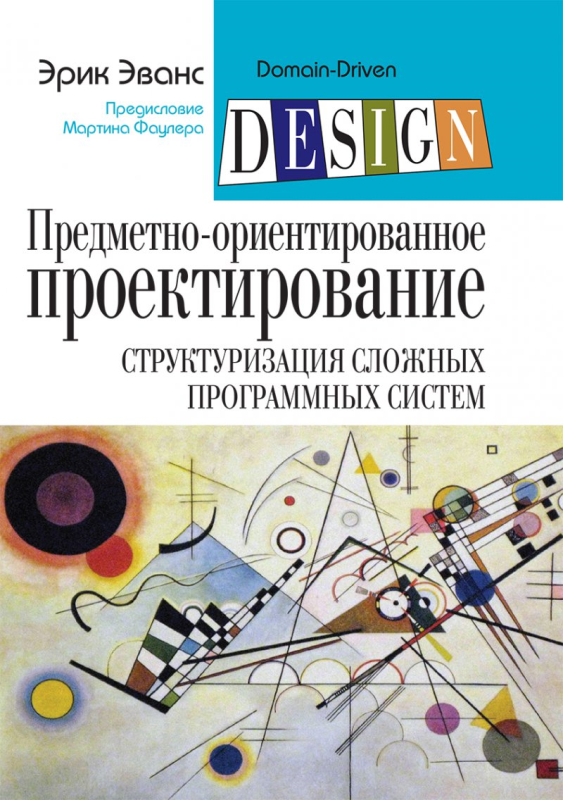 Эрик Эванс
Предисловие
Мартина Фаулера
Domain-Driven
DESIGN
Предметно-ориентированное
проектирование
СТРУКТУРИЗАЦИЯ СЛОЖНЫХ
ПРОГРАММНЫХ СИСТЕМ